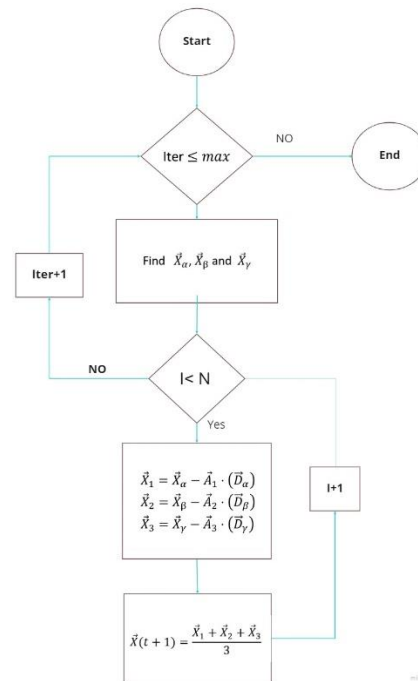 Start
Iter ≤ max
NO
End
Find X⃗α, X⃗β and X⃗γ
Iter+1
I< N
NO
Yes
X⃗₁ = X⃗α − A⃗₁ · (D⃗α)
X⃗₂ = X⃗β − A⃗₂ · (D⃗β)
X⃗₃ = X⃗γ − A⃗₃ · (D⃗γ)
I+1
X⃗(t + 1) = (X⃗₁ + X⃗₂ + X⃗₃) / 3